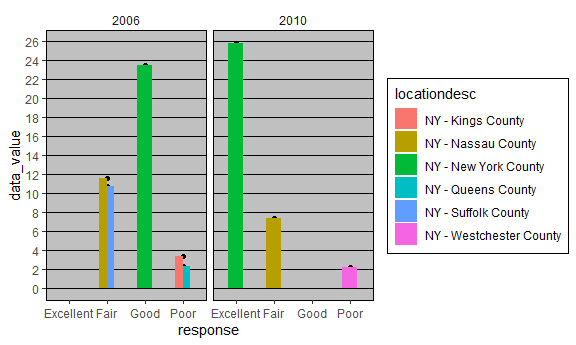 2006 2010
26
24
22
20
18
16
14
12
10
8
6
4
2
0
data_value
Excellent Fair Good Poor Excellent Fair Good Poor
response
locationdesc
NY - Kings County
NY - Nassau County
NY - New York County
NY - Queens County
NY - Suffolk County
NY - Westchester County